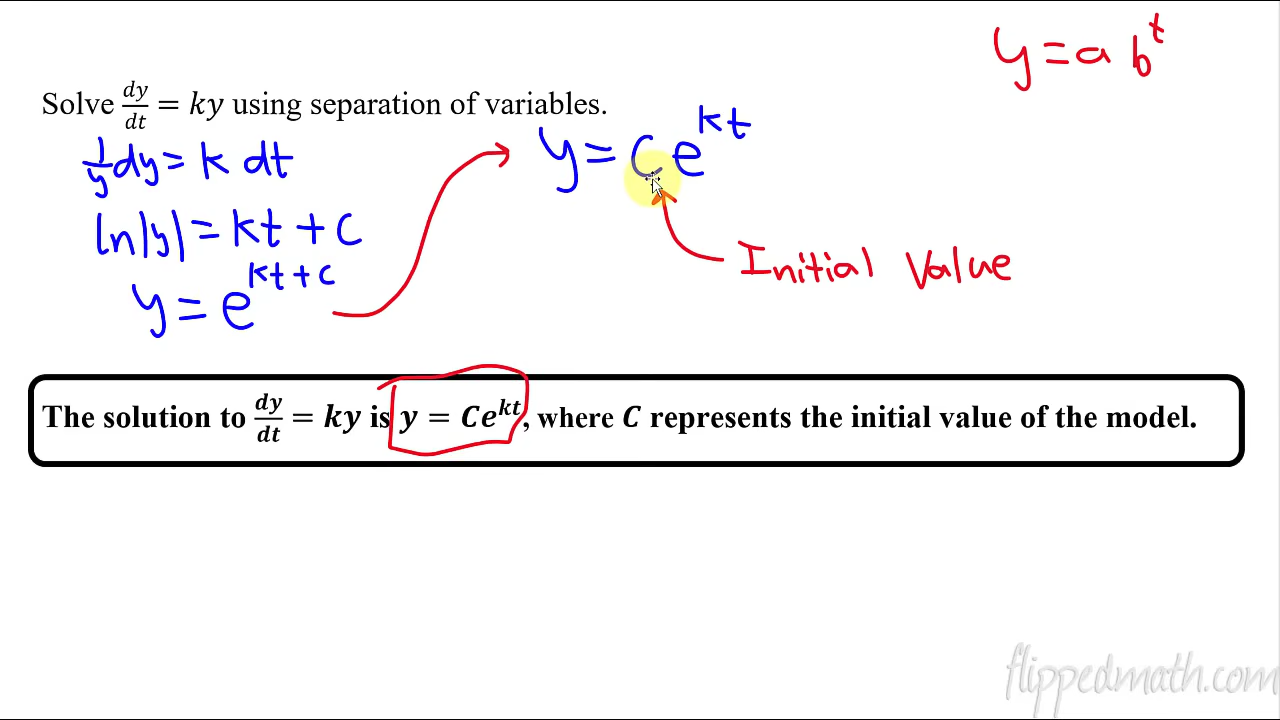 y = a b^t
Solve dy/dt = ky using separation of variables.
1/y dy = k dt
ln|y| = kt + C
y = e^(kt + C)
y = Ce^(kt)
Initial Value
The solution to dy/dt = ky is y = Ce^(kt), where C represents the initial value of the model.
flippedmath.com